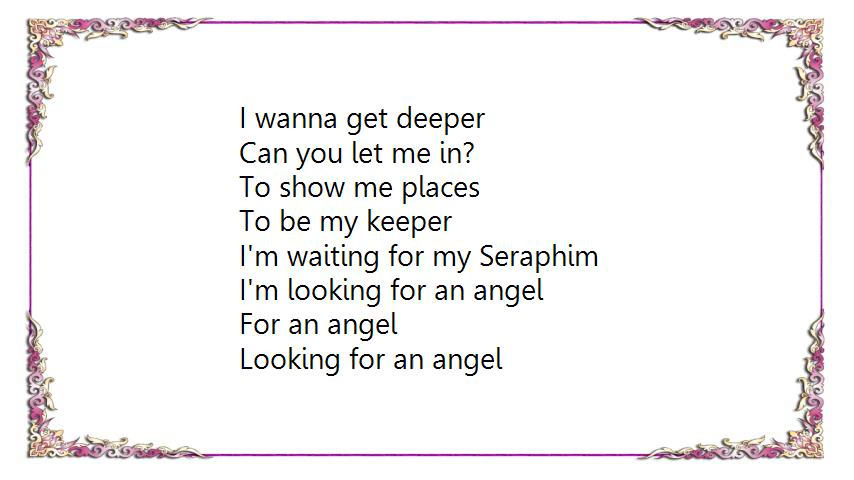 I wanna get deeper
Can you let me in?
To show me places
To be my keeper
I'm waiting for my Seraphim
I'm looking for an angel
For an angel
Looking for an angel